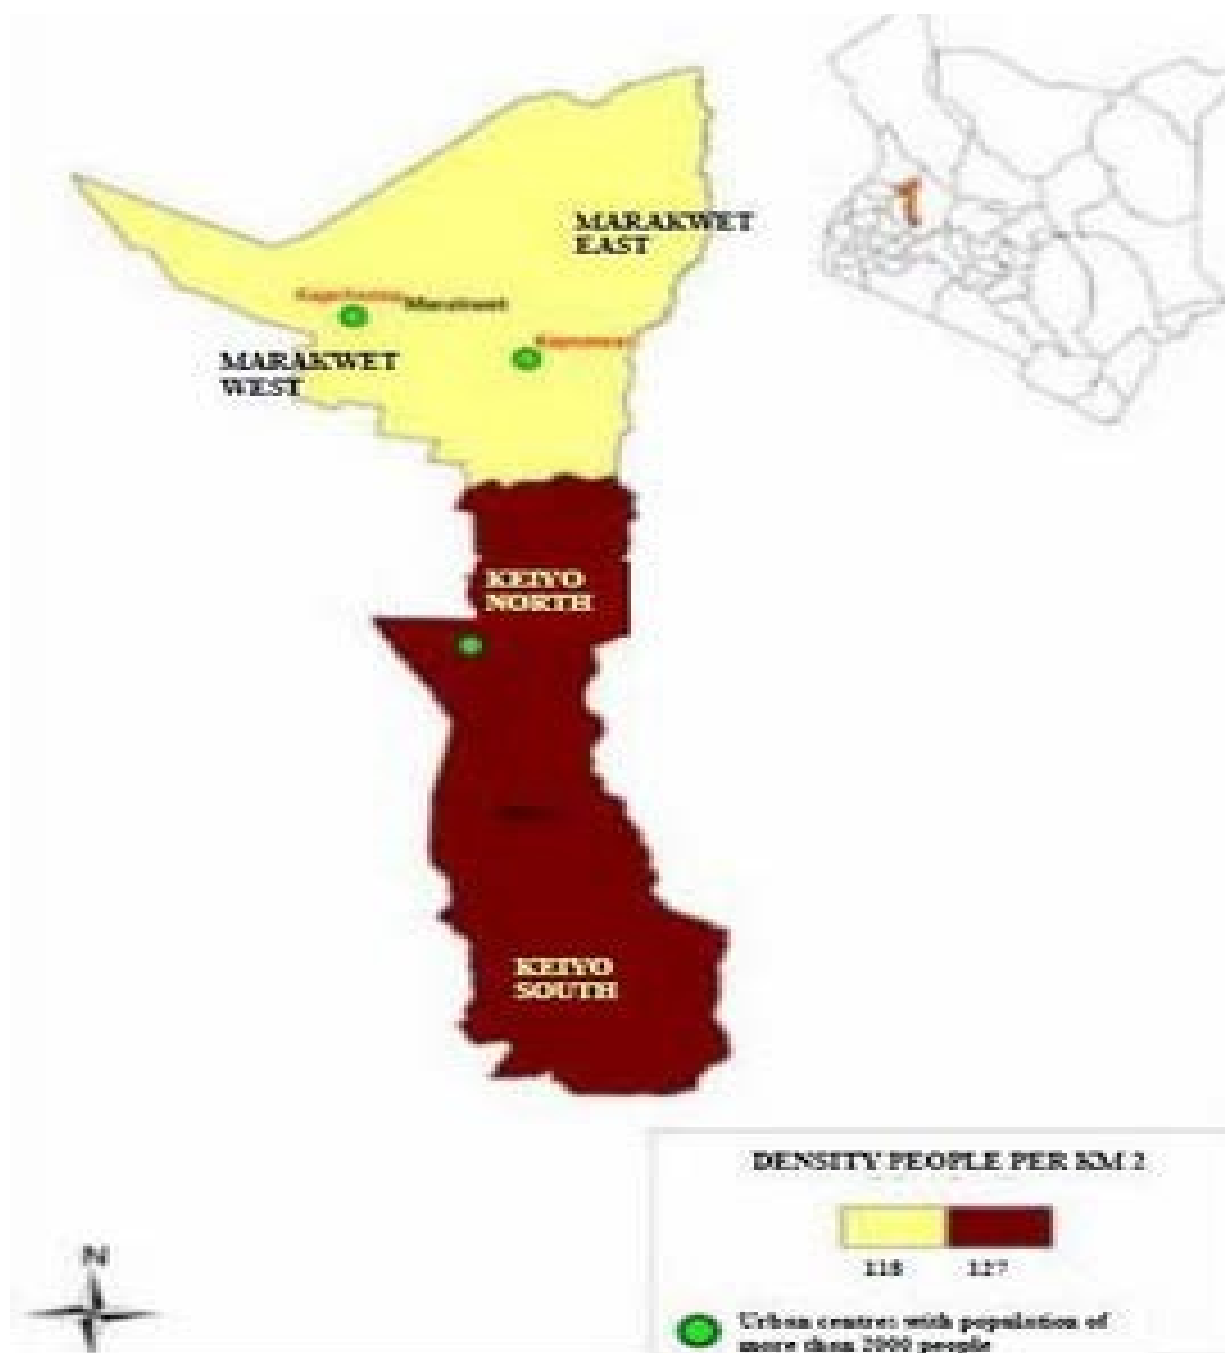 MARAKWET
EAST
Marakwet
MARAKWET
WEST
KEIYO
NORTH
KEIYO
SOUTH
DENSITY PEOPLE PER KM 2
118 127
N
Urban centres with population of
more than 2000 people